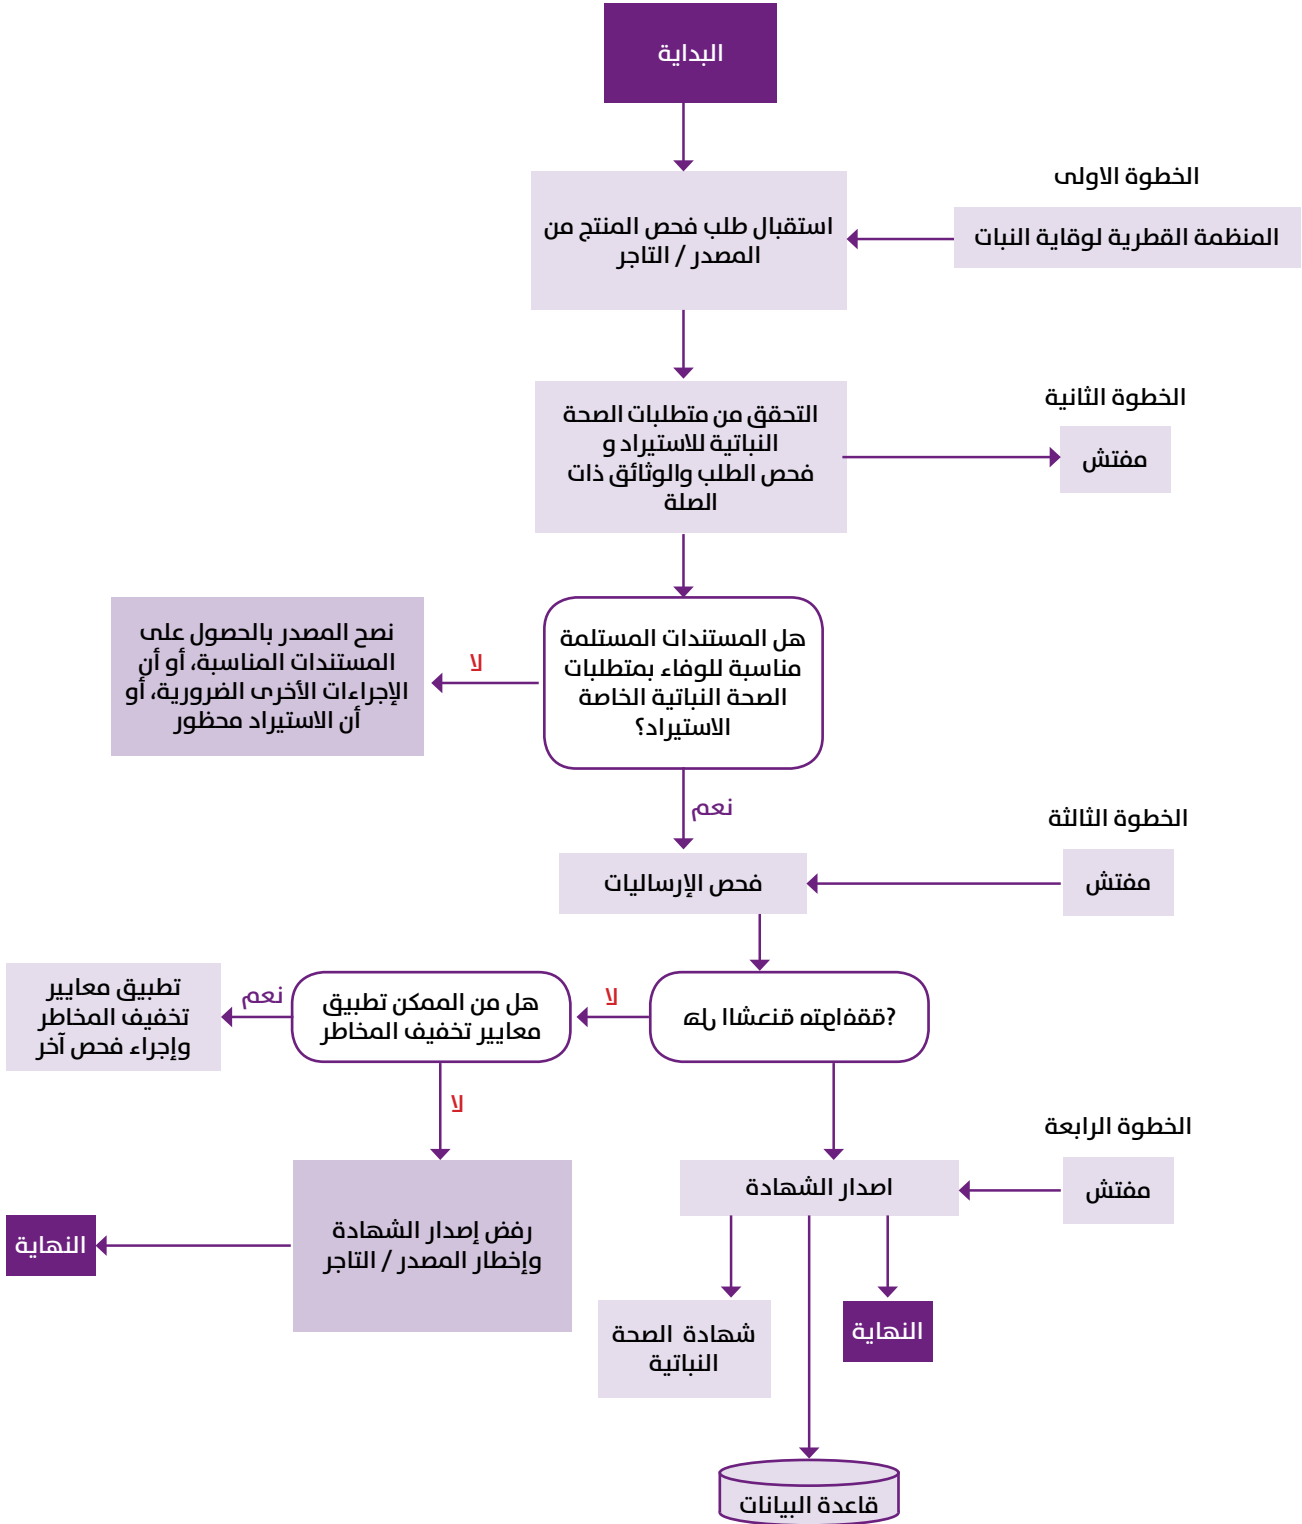 البداية
الخطوة الاولى
المنظمة القطرية لوقاية النبات
استقبال طلب فحص المنتج من
المصدر / التاجر
الخطوة الثانية
مفتش
التحقق من متطلبات الصحة
النباتية للاستيراد و
فحص الطلب والوثائق ذات
الصلة
هل المستندات المستلمة
مناسبة للوفاء بمتطلبات
الصحة النباتية الخاصة
الاستيراد؟
لا
نصح المصدر بالحصول على
المستندات المناسبة، أو أن
الإجراءات الأخرى الضرورية، أو
أن الاستيراد محظور
نعم
الخطوة الثالثة
مفتش
فحص الإرساليات
?ةقفاوتم ةنحشلا له
لا
هل من الممكن تطبيق
معايير تخفيف المخاطر
نعم
تطبيق معايير
تخفيف المخاطر
وإجراء فحص آخر
لا
الخطوة الرابعة
مفتش
اصدار الشهادة
رفض إصدار الشهادة
وإخطار المصدر / التاجر
النهاية
النهاية
شهادة الصحة
النباتية
قاعدة البيانات